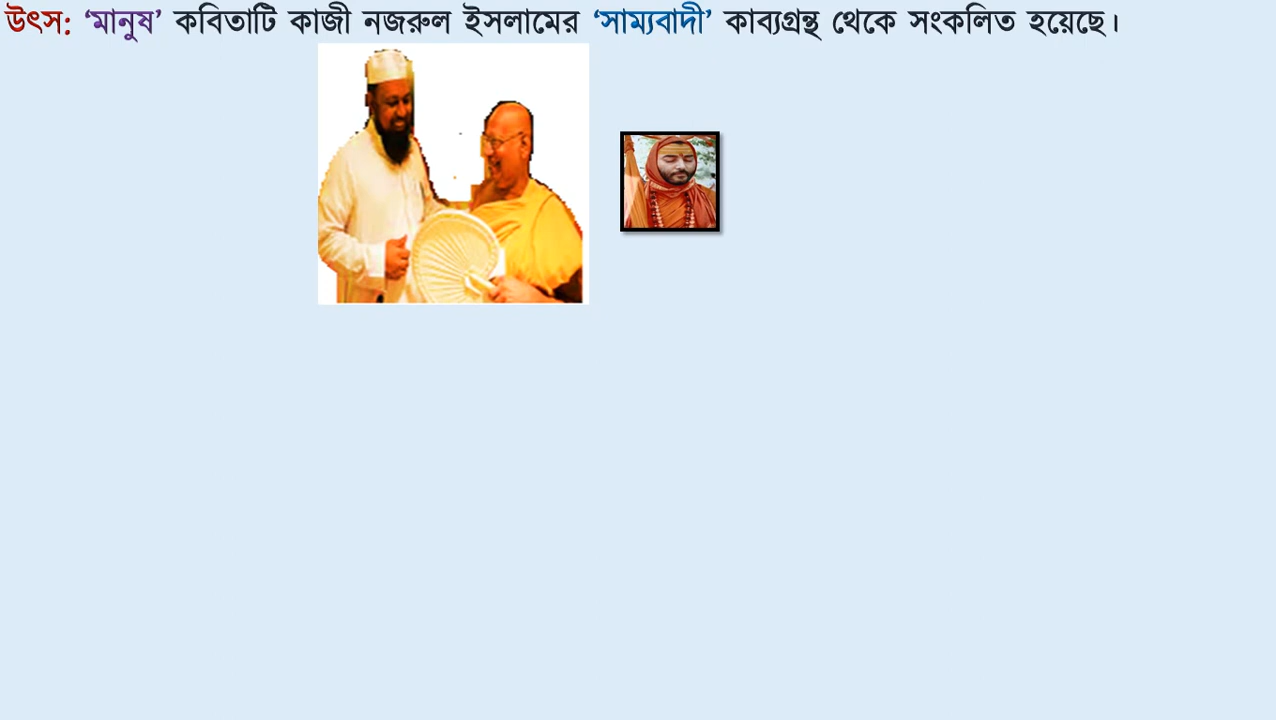 উৎস: ‘মানুষ’ কবিতাটি কাজী নজরুল ইসলামের ‘সাম্যবাদী’ কাব্যগ্রন্থ থেকে সংকলিত হয়েছে।